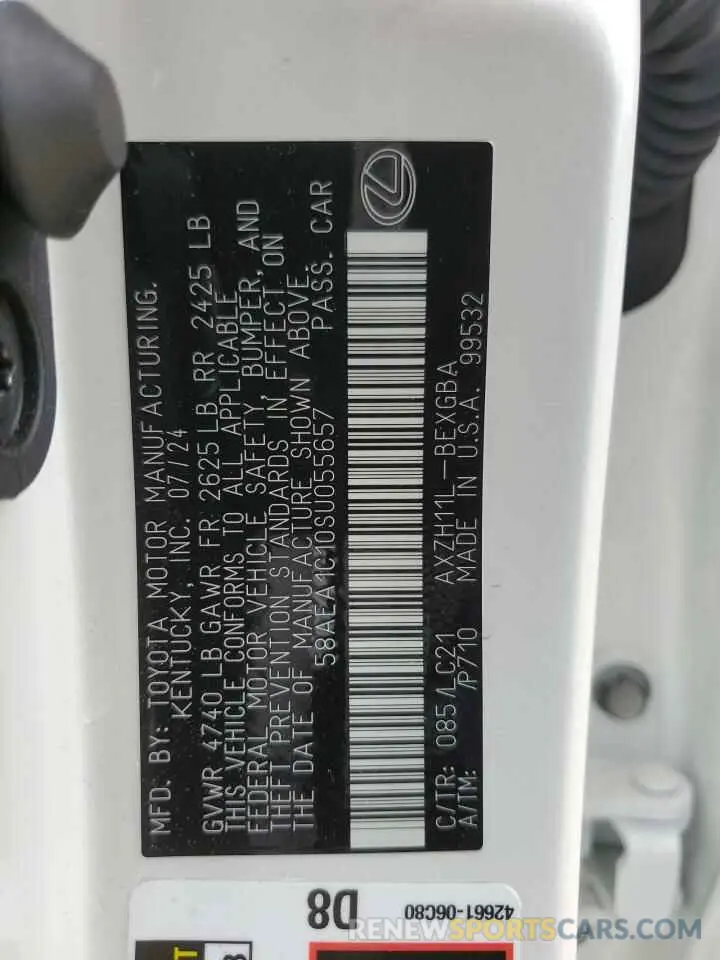 MFD. BY: TOYOTA MOTOR MANUFACTURING.
KENTUCKY, INC. 07/24
GVWR 4740 LB GAWR FR 2625 LB RR 2425 LB
THIS VEHICLE CONFORMS TO ALL APPLICABLE
FEDERAL MOTOR VEHICLE SAFETY, BUMPER, AND
THEFT PREVENTION STANDARDS IN EFFECT ON
THE DATE OF MANUFACTURE SHOWN ABOVE.
58AEA1C10SU055657 PASS. CAR
C/TR: 085/LC21 AXZH11L-BEXGBA
A/TM: /P710 MADE IN U.S.A. 99532
D8
42661-06C80
RENEWSPORTSCARS.COM